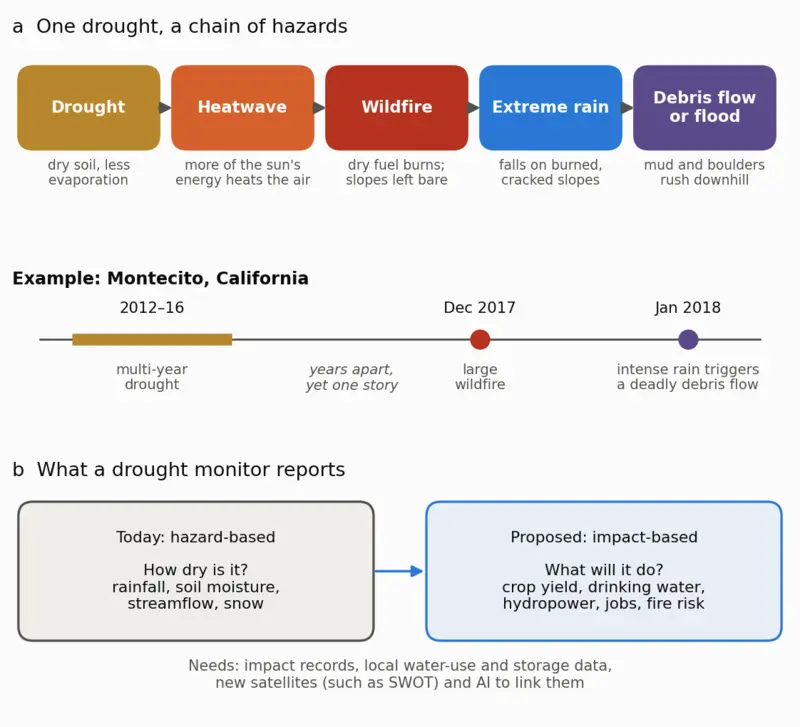 a  One drought, a chain of hazards
Drought
Heatwave
Wildfire
Extreme rain
Debris flow
or flood
dry soil, less
evaporation
more of the sun's
energy heats the air
dry fuel burns;
slopes left bare
falls on burned,
cracked slopes
mud and boulders
rush downhill
Example: Montecito, California
2012–16
Dec 2017
Jan 2018
multi-year
drought
years apart,
yet one story
large
wildfire
intense rain triggers
a deadly debris flow
b  What a drought monitor reports
Today: hazard-based
How dry is it?
rainfall, soil moisture,
streamflow, snow
Proposed: impact-based
What will it do?
crop yield, drinking water,
hydropower, jobs, fire risk
Needs: impact records, local water-use and storage data,
new satellites (such as SWOT) and AI to link them